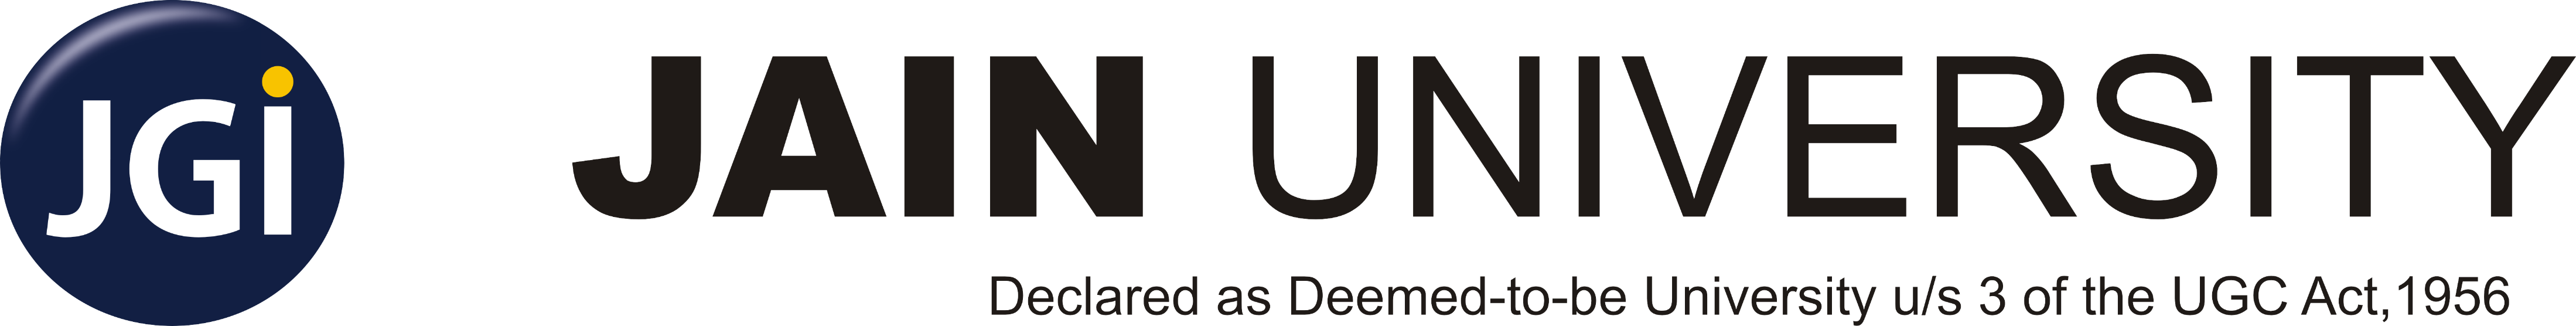 JGi
JAIN UNIVERSITY
Declared as Deemed-to-be University u/s 3 of the UGC Act,1956